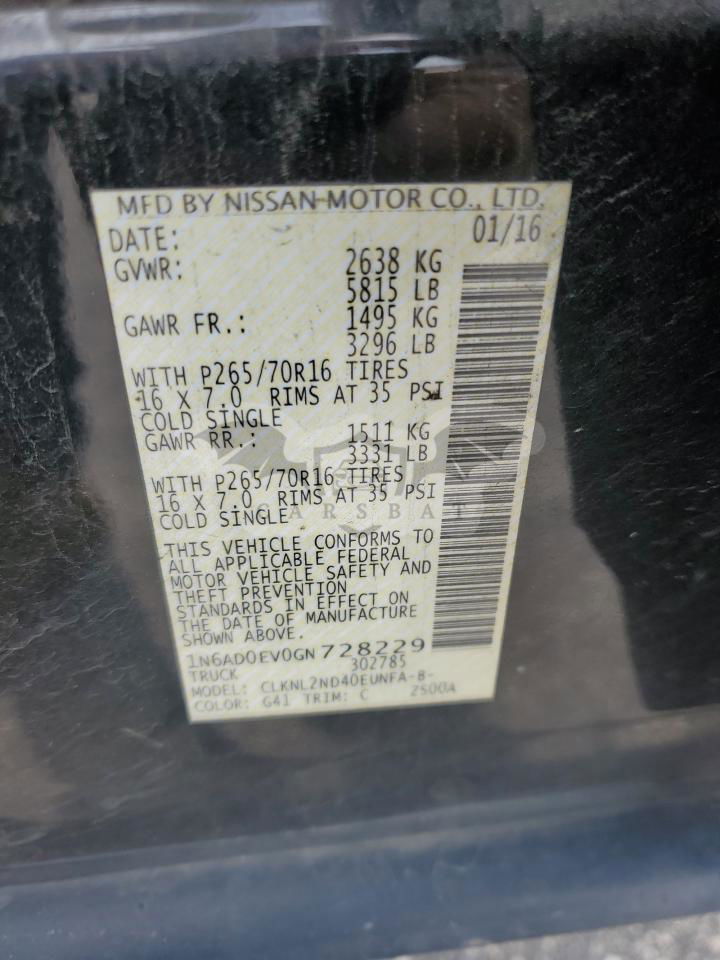 MFD BY NISSAN MOTOR CO., LTD.
DATE: 01/16
GVWR: 2638 KG
5815 LB
GAWR FR.: 1495 KG
3296 LB
WITH P265/70R16 TIRES
16 X 7.0 RIMS AT 35 PSI
COLD SINGLE
GAWR RR.: 1511 KG
3331 LB
WITH P265/70R16 TIRES
16 X 7.0 RIMS AT 35 PSI
COLD SINGLE
CARSBAT
THIS VEHICLE CONFORMS TO
ALL APPLICABLE FEDERAL
MOTOR VEHICLE SAFETY AND
THEFT PREVENTION
STANDARDS IN EFFECT ON
THE DATE OF MANUFACTURE
SHOWN ABOVE.
1N6AD0EV0GN 728229
TRUCK 302785
MODEL: CLKNL2ND40EUNFA-B-
COLOR: G41 TRIM: C ZS00A